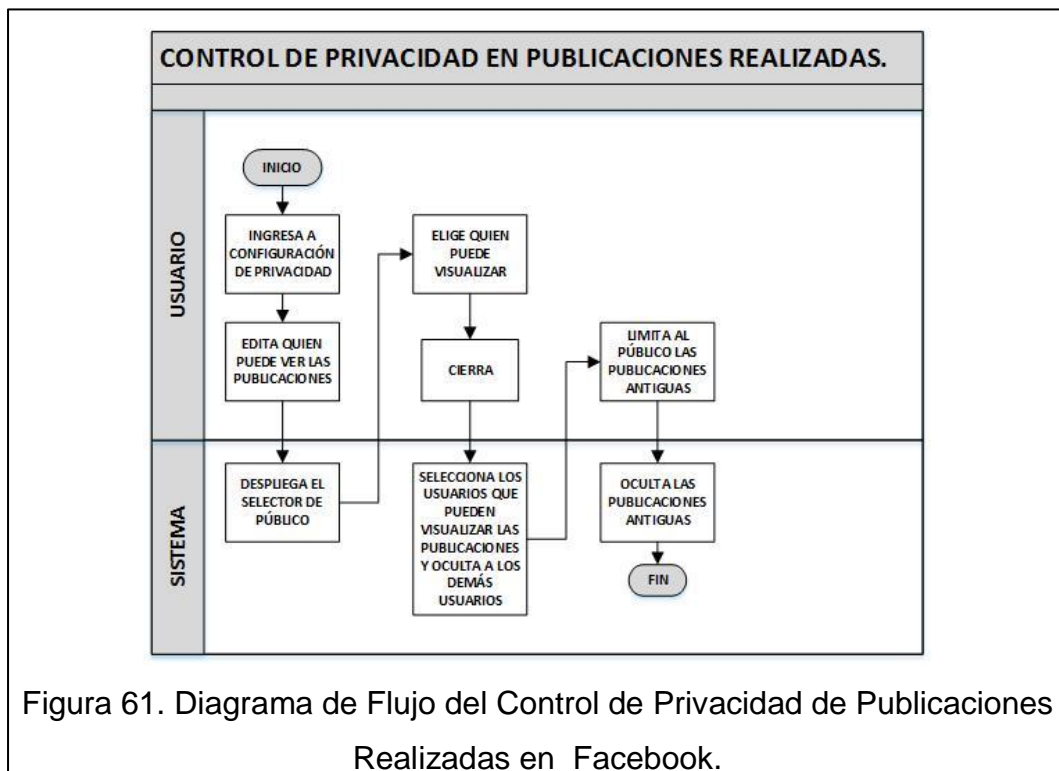 CONTROL DE PRIVACIDAD EN PUBLICACIONES REALIZADAS.
USUARIO
INICIO
INGRESA A
CONFIGURACIÓN
DE PRIVACIDAD
EDITA QUIEN
PUEDE VER LAS
PUBLICACIONES
ELIGE QUIEN
PUEDE
VISUALIZAR
CIERRA
LIMITA AL
PÚBLICO LAS
PUBLICACIONES
ANTIGUAS
SISTEMA
DESPLIEGA EL
SELECTOR DE
PÚBLICO
SELECCIONA LOS
USUARIOS QUE
PUEDEN
VISUALIZAR LAS
PUBLICACIONES
Y OCULTA A LOS
DEMÁS
USUARIOS
OCULTA LAS
PUBLICACIONES
ANTIGUAS
FIN
Figura 61. Diagrama de Flujo del Control de Privacidad de Publicaciones
Realizadas en Facebook.